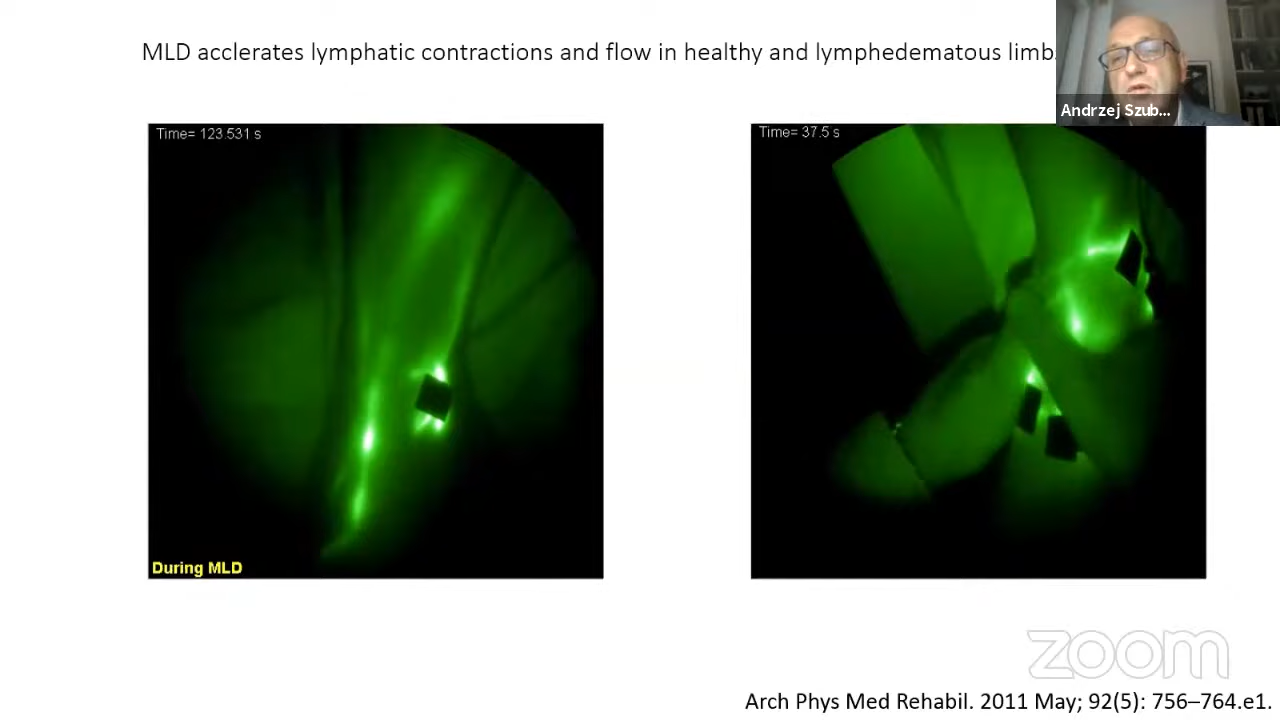 MLD acclerates lymphatic contractions and flow in healthy and lymphedematous limb
Andrzej Szub...
Time= 123.531 s
Time= 37.5 s
During MLD
zoom
Arch Phys Med Rehabil. 2011 May; 92(5): 756–764.e1.